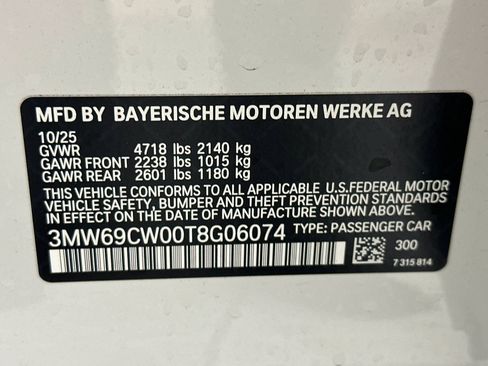 MFD BY BAYERISCHE MOTOREN WERKE AG
10/25
GVWR 4718 lbs 2140 kg
GAWR FRONT 2238 lbs 1015 kg
GAWR REAR 2601 lbs 1180 kg
THIS VEHICLE CONFORMS TO ALL APPLICABLE U.S.FEDERAL MOTOR
VEHICLE SAFETY, BUMPER AND THEFT PREVENTION STANDARDS
IN EFFECT ON THE DATE OF MANUFACTURE SHOWN ABOVE.
3MW69CW00T8G06074 TYPE: PASSENGER CAR
300
7 315 814